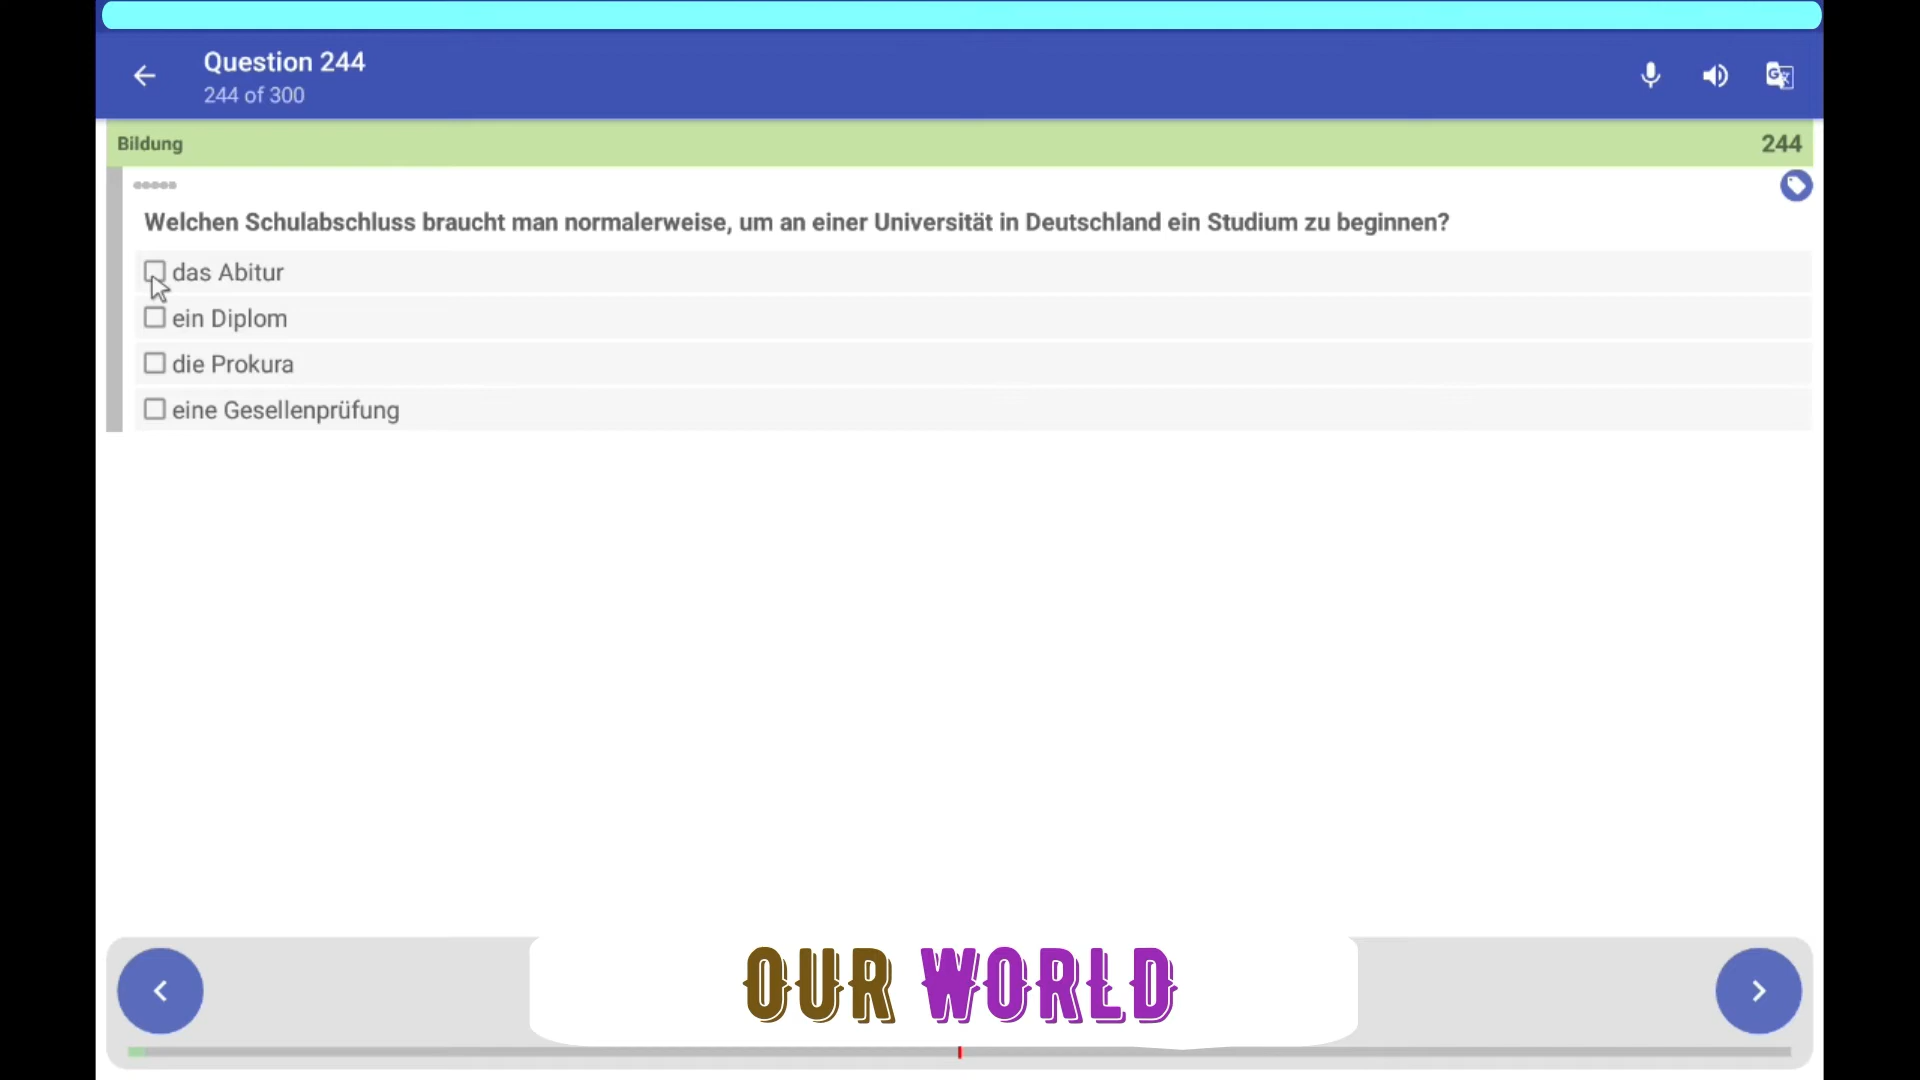 Question 244
244 of 300
Bildung
244
Welchen Schulabschluss braucht man normalerweise, um an einer Universität in Deutschland ein Studium zu beginnen?
das Abitur
ein Diplom
die Prokura
eine Gesellenprüfung
OUR WORLD